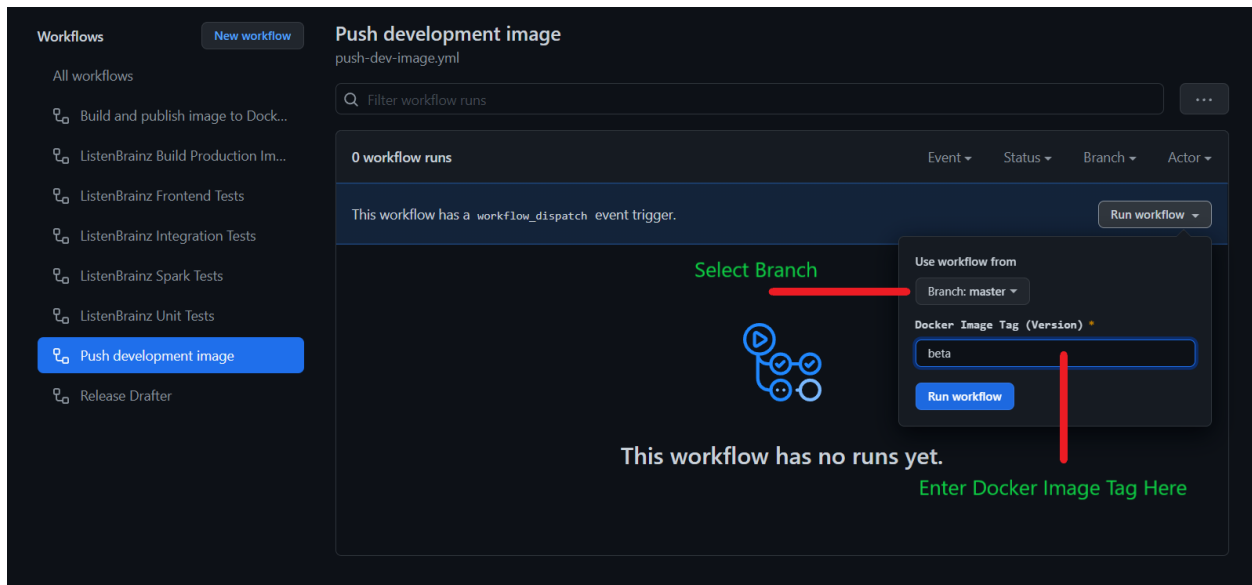 Workflows
New workflow
All workflows
Build and publish image to Dock...
ListenBrainz Build Production Im...
ListenBrainz Frontend Tests
ListenBrainz Integration Tests
ListenBrainz Spark Tests
ListenBrainz Unit Tests
Push development image
Release Drafter
Push development image
push-dev-image.yml
Filter workflow runs
...
0 workflow runs
Event
Status
Branch
Actor
This workflow has a workflow_dispatch event trigger.
Run workflow
Select Branch
Use workflow from
Branch: master
Docker Image Tag (Version) *
beta
Run workflow
This workflow has no runs yet.
Enter Docker Image Tag Here